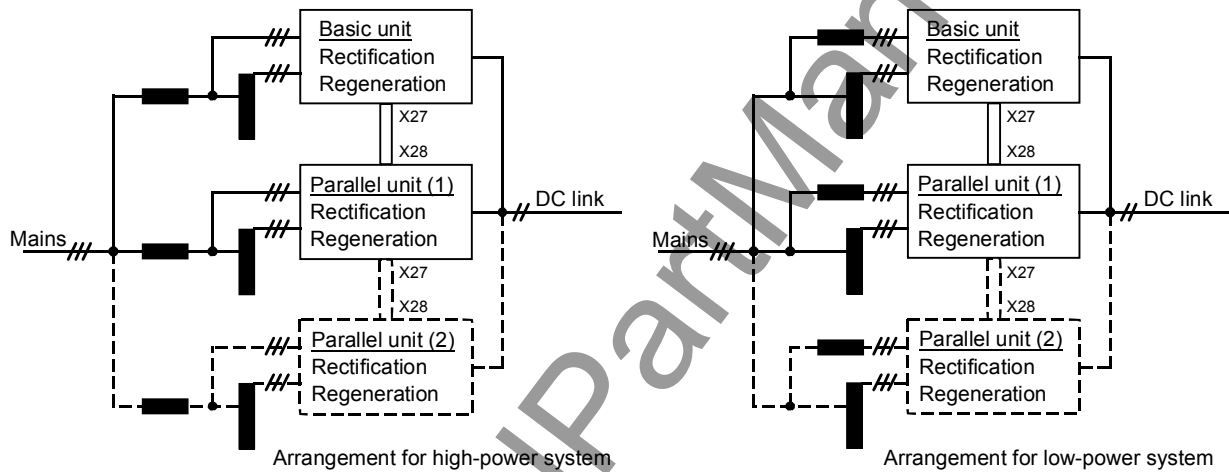 Basic unit
Rectification
Regeneration
X27
X28
Parallel unit (1)
Rectification
Regeneration
Mains
DC link
X27
X28
Parallel unit (2)
Rectification
Regeneration
Arrangement for high-power system
Basic unit
Rectification
Regeneration
X27
X28
Parallel unit (1)
Rectification
Regeneration
Mains
DC link
X27
X28
Parallel unit (2)
Rectification
Regeneration
Arrangement for low-power system